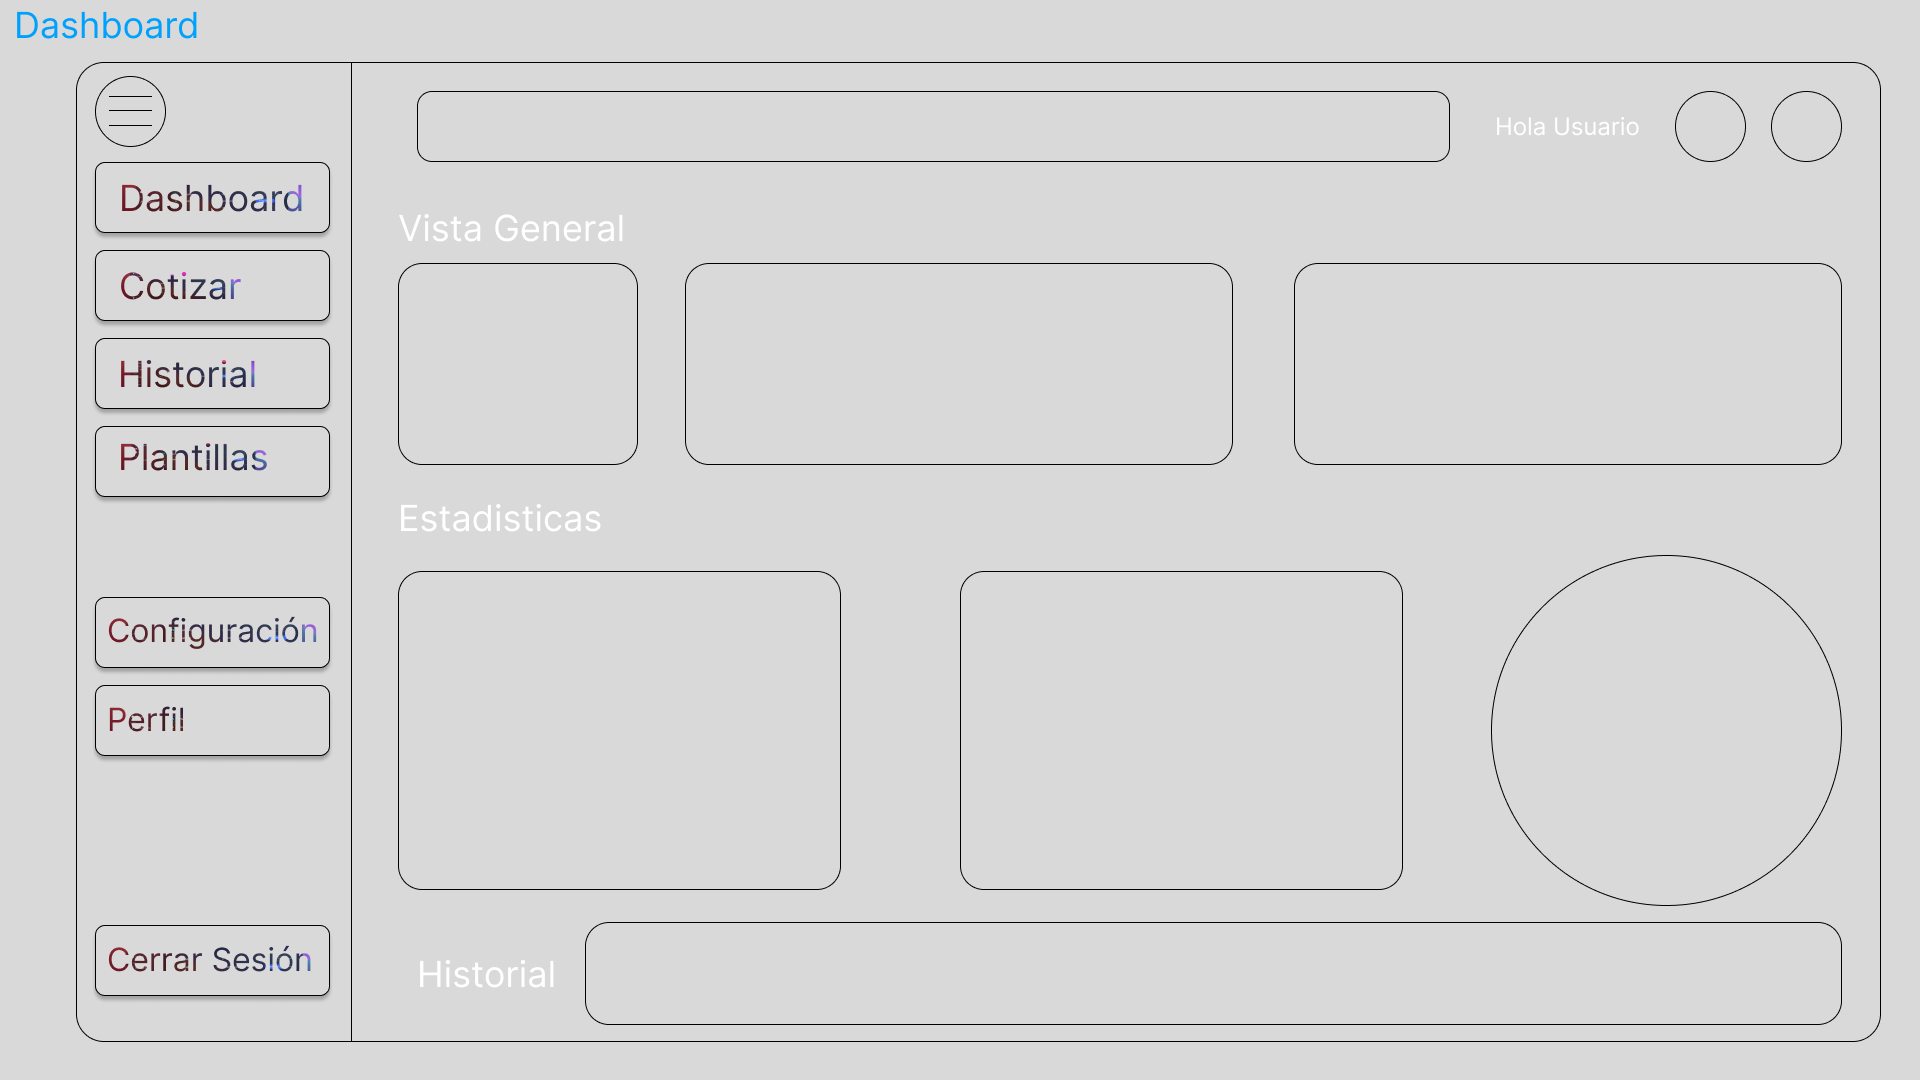 Dashboard
Dashboard
Cotizar
Historial
Plantillas
Configuración
Perfil
Cerrar Sesión
Hola Usuario
Vista General
Estadisticas
Historial